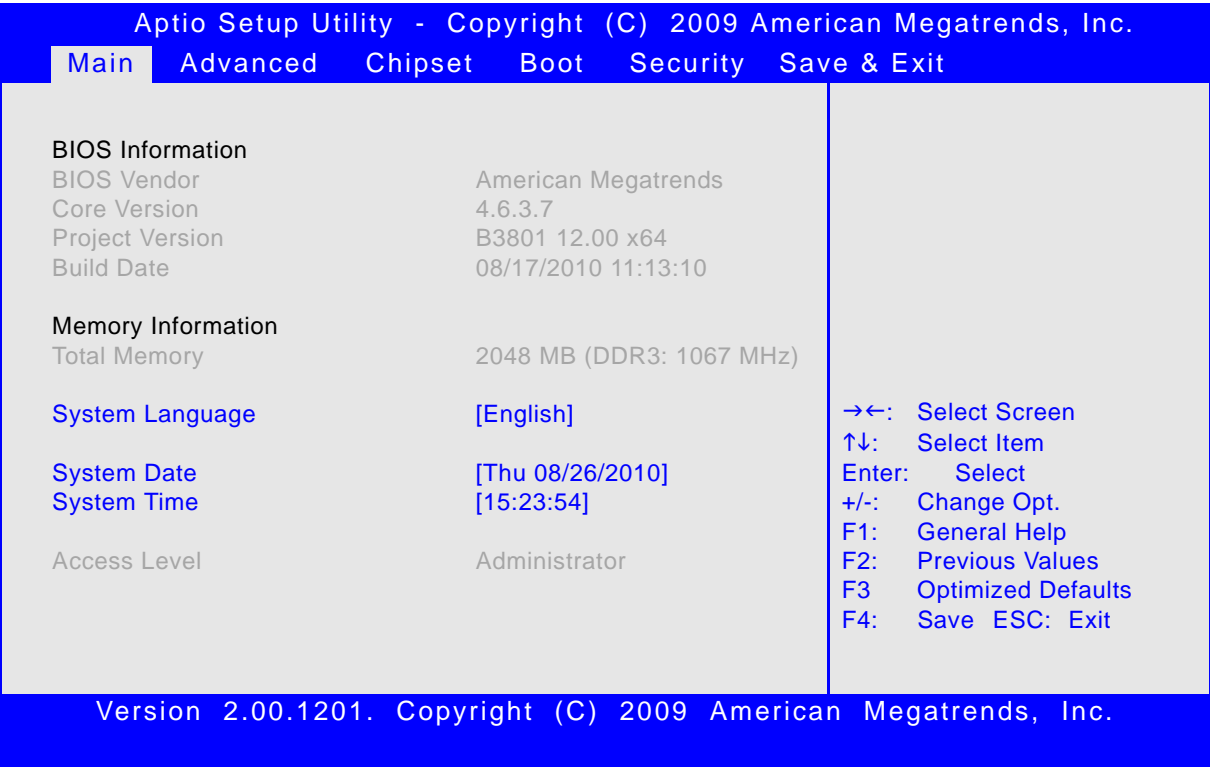 Aptio Setup Utility - Copyright (C) 2009 American Megatrends, Inc.
Main Advanced Chipset Boot Security Save & Exit
BIOS Information
BIOS Vendor American Megatrends
Core Version 4.6.3.7
Project Version B3801 12.00 x64
Build Date 08/17/2010 11:13:10
Memory Information
Total Memory 2048 MB (DDR3: 1067 MHz)
System Language [English]
System Date [Thu 08/26/2010]
System Time [15:23:54]
Access Level Administrator
→←: Select Screen
↑↓: Select Item
Enter: Select
+/-: Change Opt.
F1: General Help
F2: Previous Values
F3 Optimized Defaults
F4: Save ESC: Exit
Version 2.00.1201. Copyright (C) 2009 American Megatrends, Inc.